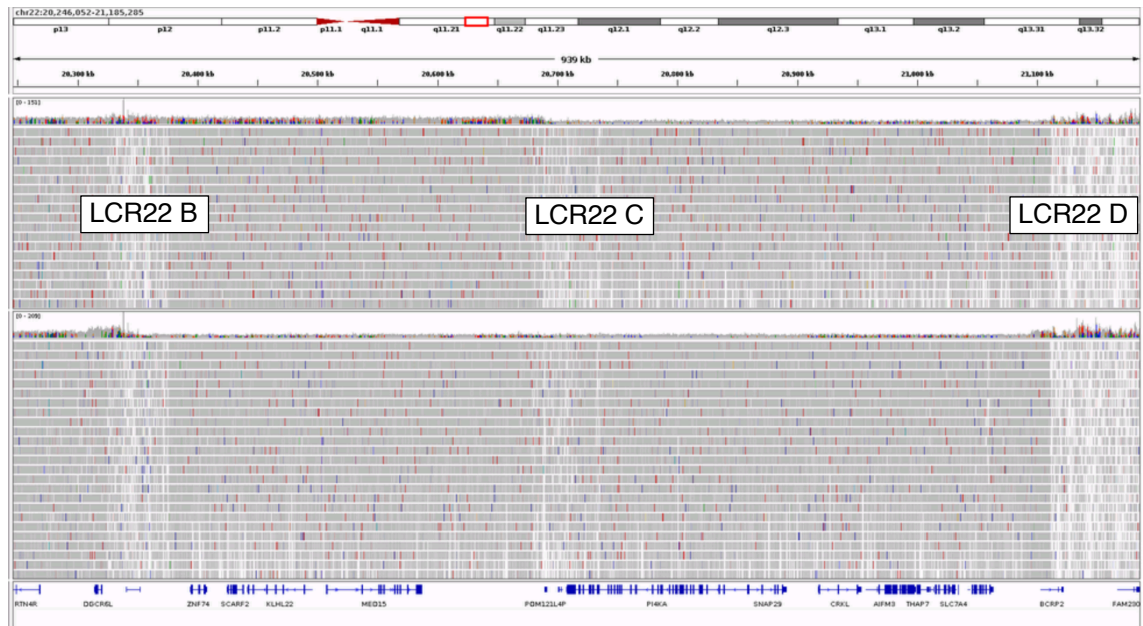 chr22:20,246,052-21,185,285
p13 p12 p11.2 p11.1 q11.1 q11.21 q11.22 q11.23 q12.1 q12.2 q12.3 q13.1 q13.2 q13.31 q13.32
939 kb
20,300 kb 20,400 kb 20,500 kb 20,600 kb 20,700 kb 20,800 kb 20,900 kb 21,000 kb 21,100 kb
[0 - 151]
LCR22 B LCR22 C LCR22 D
[0 - 209]
RTN4R DGCR6L ZNF74 SCARF2 KLHL22 MED15 POM121L4P PI4KA SNAP29 CRKL AIFM3 THAP7 SLC7A4 BCRP2 FAM230